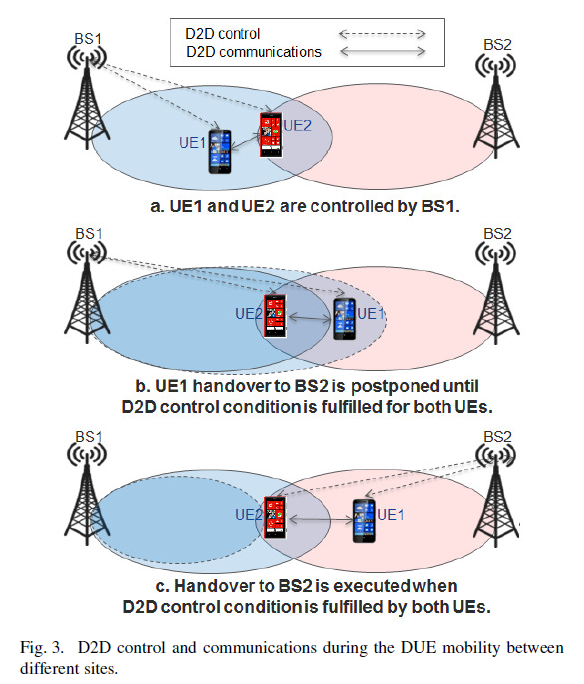 D2D control
D2D communications
BS1
BS2
UE1
UE2
a. UE1 and UE2 are controlled by BS1.
BS1
BS2
UE2
UE1
b. UE1 handover to BS2 is postponed until
D2D control condition is fulfilled for both UEs.
BS1
BS2
UE2
UE1
c. Handover to BS2 is executed when
D2D control condition is fulfilled by both UEs.
Fig. 3. D2D control and communications during the DUE mobility between
different sites.